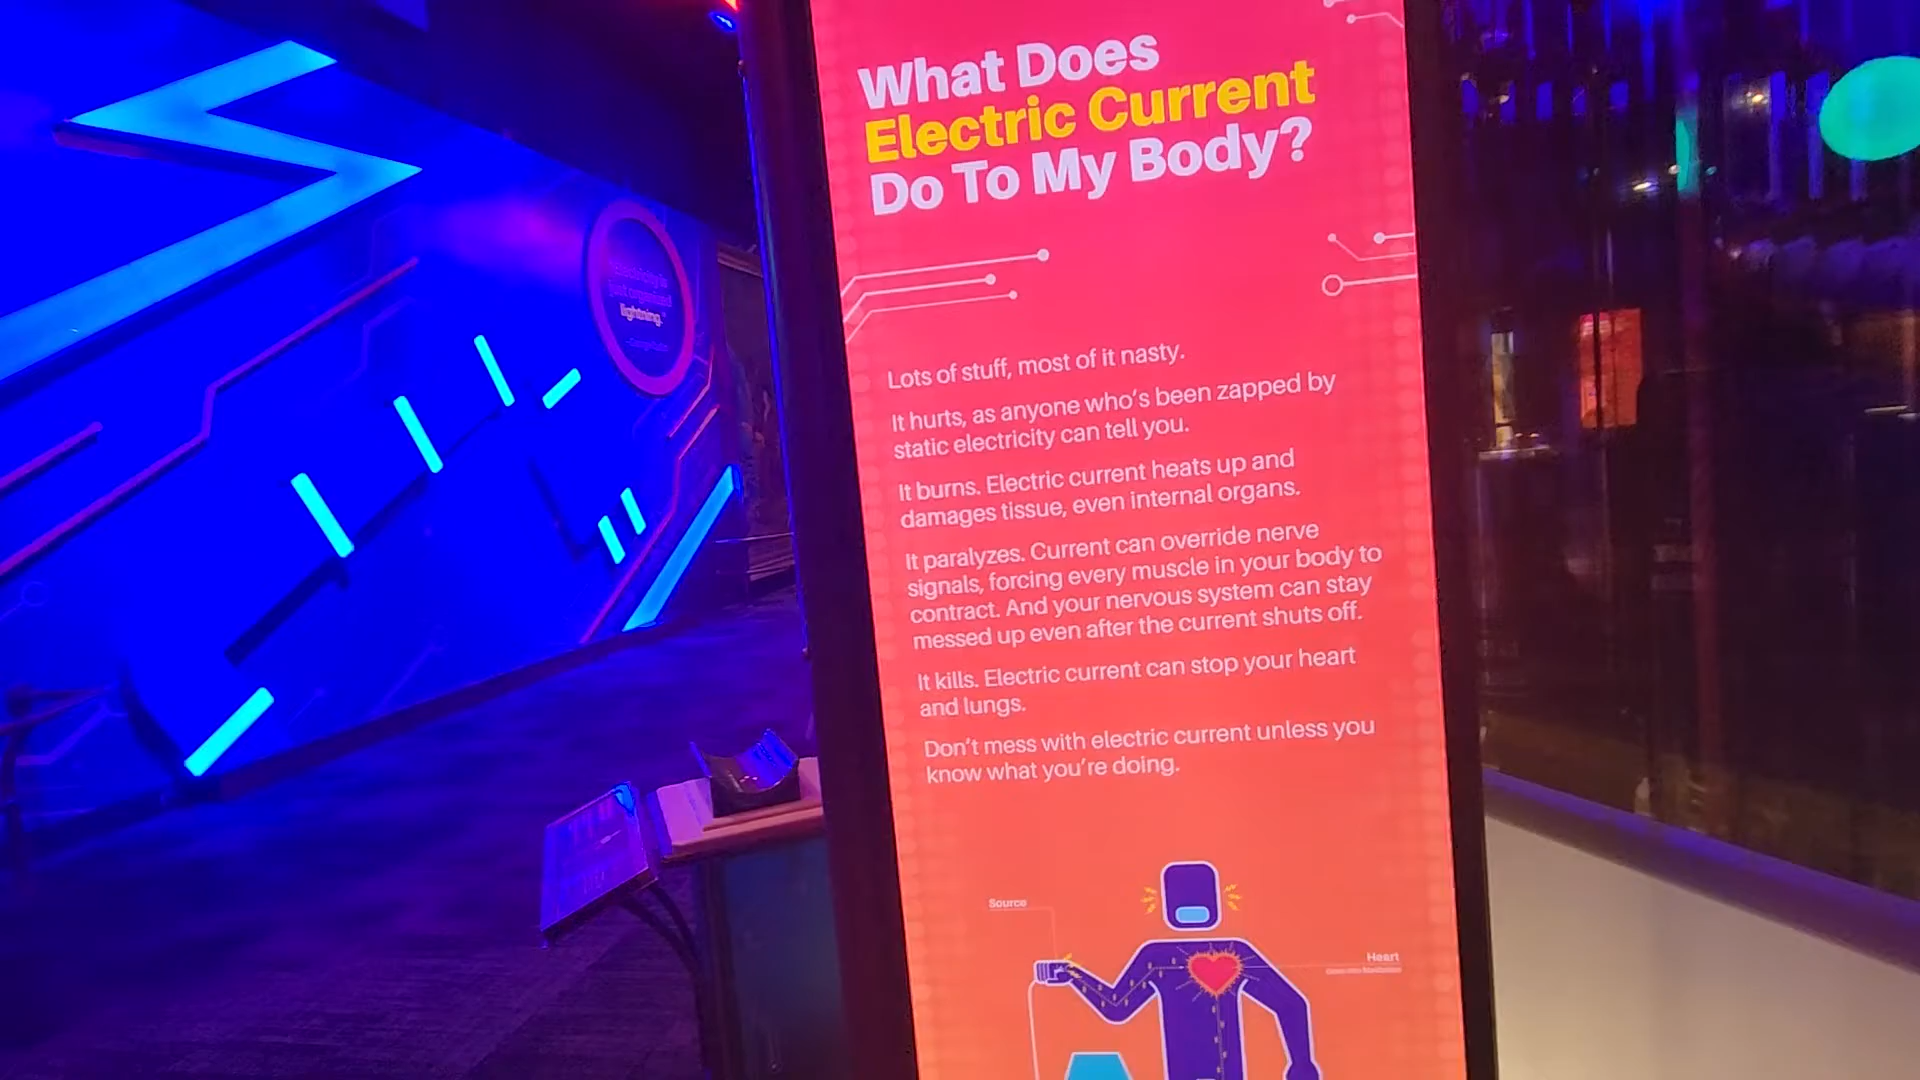 What Does
Electric Current
Do To My Body?
Lots of stuff, most of it nasty.
It hurts, as anyone who's been zapped by
static electricity can tell you.
It burns. Electric current heats up and
damages tissue, even internal organs.
It paralyzes. Current can override nerve
signals, forcing every muscle in your body to
contract. And your nervous system can stay
messed up even after the current shuts off.
It kills. Electric current can stop your heart
and lungs.
Don't mess with electric current unless you
know what you're doing.
Source
Heart
"Electricity is
just organized
lightning."